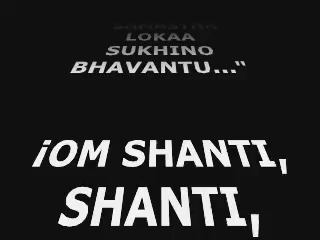 LOKAA
SUKHINO
BHAVANTU..."
¡OM SHANTI,
SHANTI,